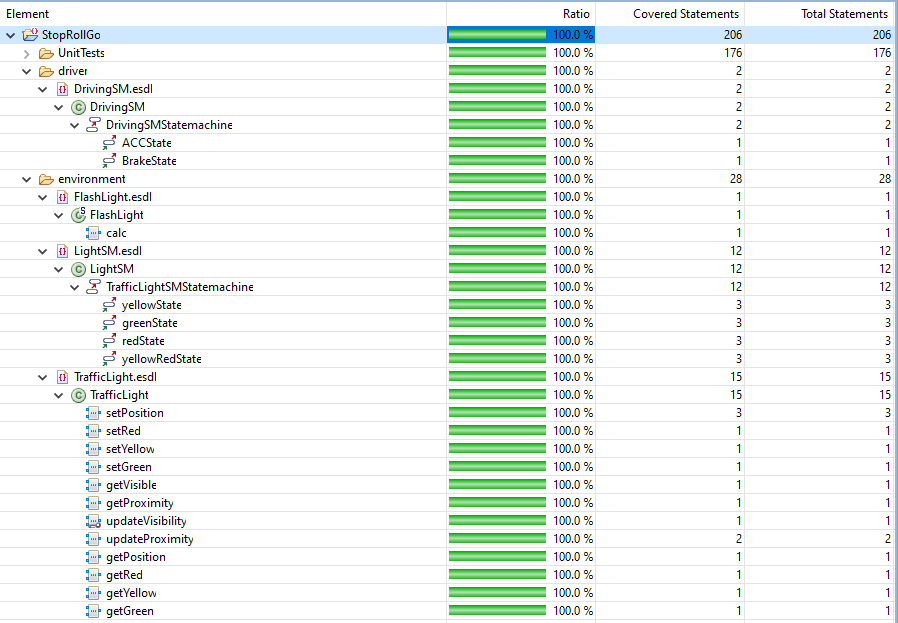 Element Ratio Covered Statements Total Statements
StopRollGo 100.0 % 206 206
UnitTests 100.0 % 176 176
driver 100.0 % 2 2
{} DrivingSM.esdl 100.0 % 2 2
C DrivingSM 100.0 % 2 2
DrivingSMStatemachine 100.0 % 2 2
ACCState 100.0 % 1 1
BrakeState 100.0 % 1 1
environment 100.0 % 28 28
{} FlashLight.esdl 100.0 % 1 1
C S FlashLight 100.0 % 1 1
calc 100.0 % 1 1
{} LightSM.esdl 100.0 % 12 12
C LightSM 100.0 % 12 12
TrafficLightSMStatemachine 100.0 % 12 12
yellowState 100.0 % 3 3
greenState 100.0 % 3 3
redState 100.0 % 3 3
yellowRedState 100.0 % 3 3
{} TrafficLight.esdl 100.0 % 15 15
C TrafficLight 100.0 % 15 15
setPosition 100.0 % 3 3
setRed 100.0 % 1 1
setYellow 100.0 % 1 1
setGreen 100.0 % 1 1
getVisible 100.0 % 1 1
getProximity 100.0 % 1 1
updateVisibility 100.0 % 1 1
updateProximity 100.0 % 2 2
getPosition 100.0 % 1 1
getRed 100.0 % 1 1
getYellow 100.0 % 1 1
getGreen 100.0 % 1 1